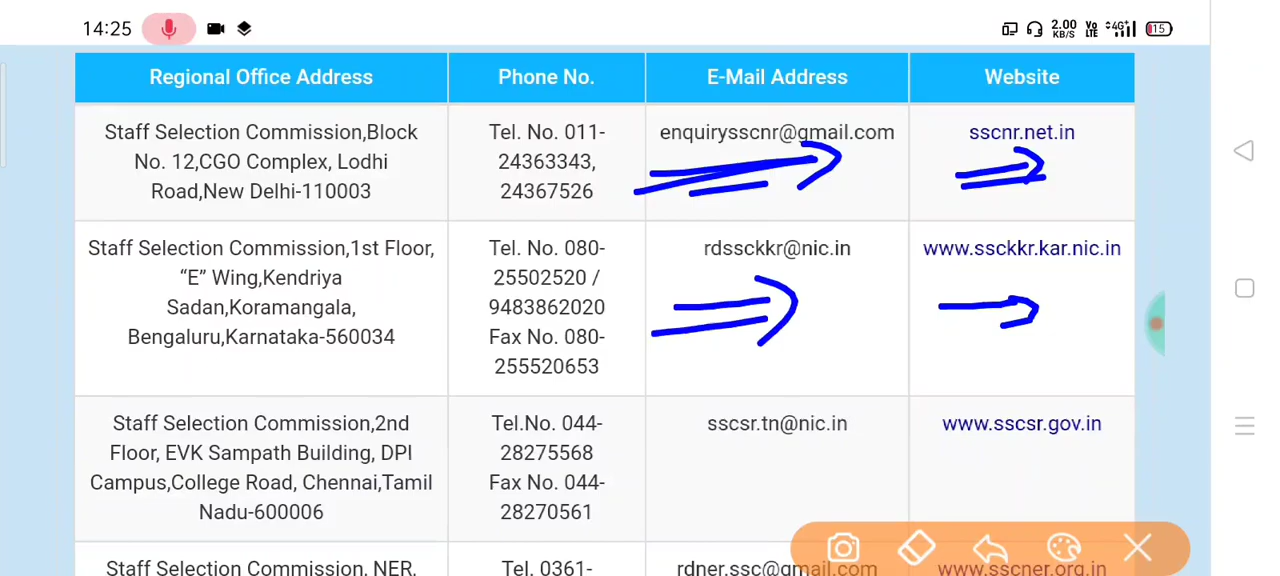 14:25
2.00 KB/S Vo LTE 4G+ 15
Regional Office Address Phone No. E-Mail Address Website
Staff Selection Commission,Block
No. 12,CGO Complex, Lodhi
Road,New Delhi-110003
Tel. No. 011-
24363343,
24367526
enquirysscnr@gmail.com
sscnr.net.in
Staff Selection Commission,1st Floor,
“E” Wing,Kendriya
Sadan,Koramangala,
Bengaluru,Karnataka-560034
Tel. No. 080-
25502520 /
9483862020
Fax No. 080-
255520653
rdssckkr@nic.in
www.ssckkr.kar.nic.in
Staff Selection Commission,2nd
Floor, EVK Sampath Building, DPI
Campus,College Road, Chennai,Tamil
Nadu-600006
Tel.No. 044-
28275568
Fax No. 044-
28270561
sscsr.tn@nic.in
www.sscsr.gov.in
Staff Selection Commission, NER,
Tel. 0361-
rdner.ssc@gmail.com
www.sscner.org.in